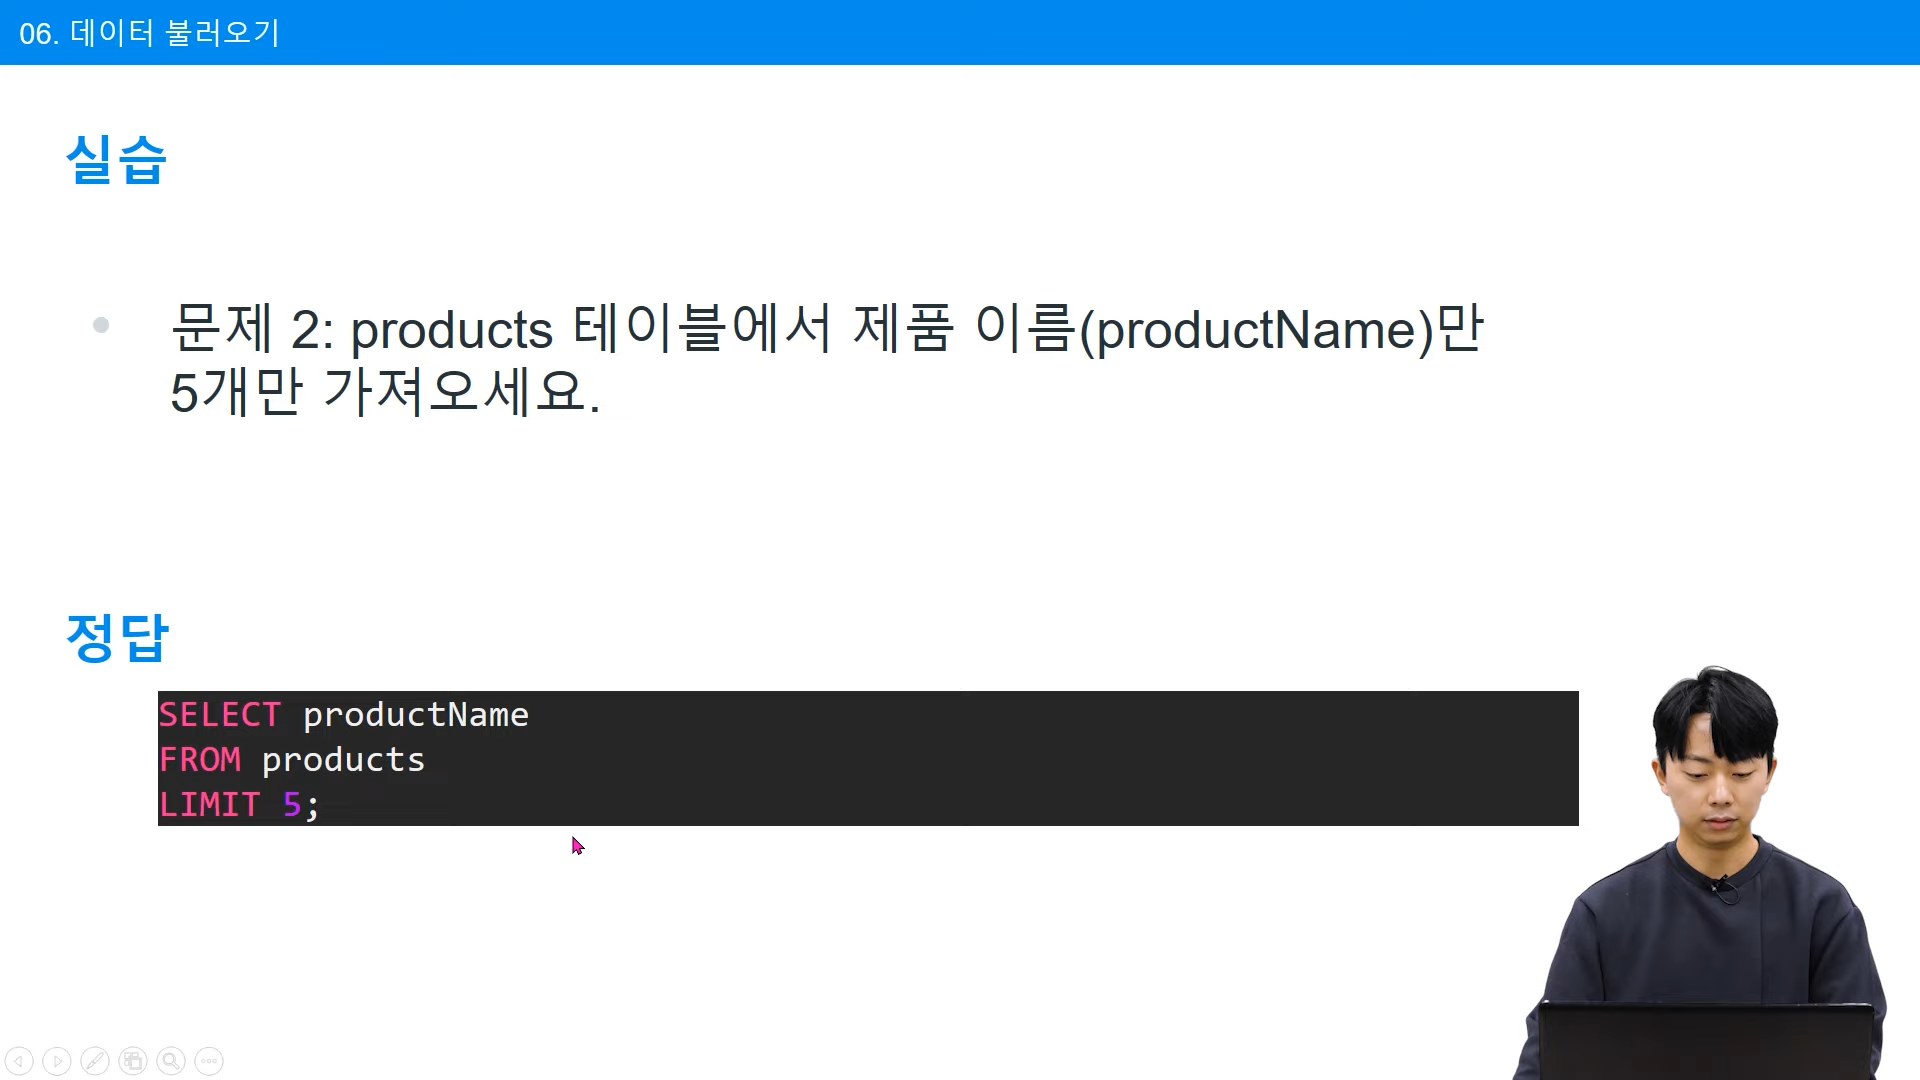 06. 데이터 불러오기
실습
문제 2: products 테이블에서 제품 이름(productName)만
5개만 가져오세요.
정답
SELECT productName
FROM products
LIMIT 5;